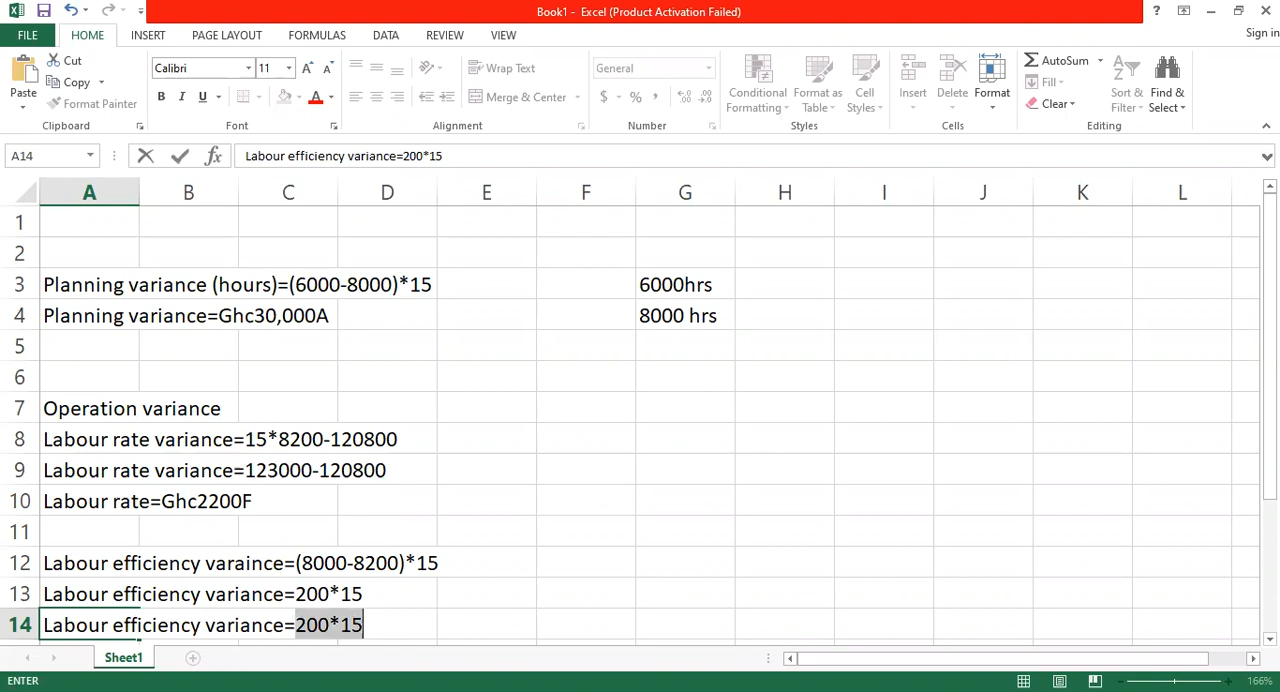 Book1 - Excel (Product Activation Failed)
?
FILE HOME INSERT PAGE LAYOUT FORMULAS DATA REVIEW VIEW Sign in
Paste
Cut
Copy
Format Painter
Clipboard
Calibri 11
B I U
Font
Wrap Text
Merge & Center
Alignment
General
$ % ,
Number
Conditional Formatting
Format as Table
Cell Styles
Styles
Insert Delete Format
Cells
AutoSum
Fill
Clear
Sort & Filter
Find & Select
Editing
A14 fx Labour efficiency variance=200*15
A B C D E F G H I J K L
1
2
3 Planning variance (hours)=(6000-8000)*15 6000hrs
4 Planning variance=Ghc30,000A 8000 hrs
5
6
7 Operation variance
8 Labour rate variance=15*8200-120800
9 Labour rate variance=123000-120800
10 Labour rate=Ghc2200F
11
12 Labour efficiency varaince=(8000-8200)*15
13 Labour efficiency variance=200*15
14 Labour efficiency variance=200*15
Sheet1
ENTER 166%